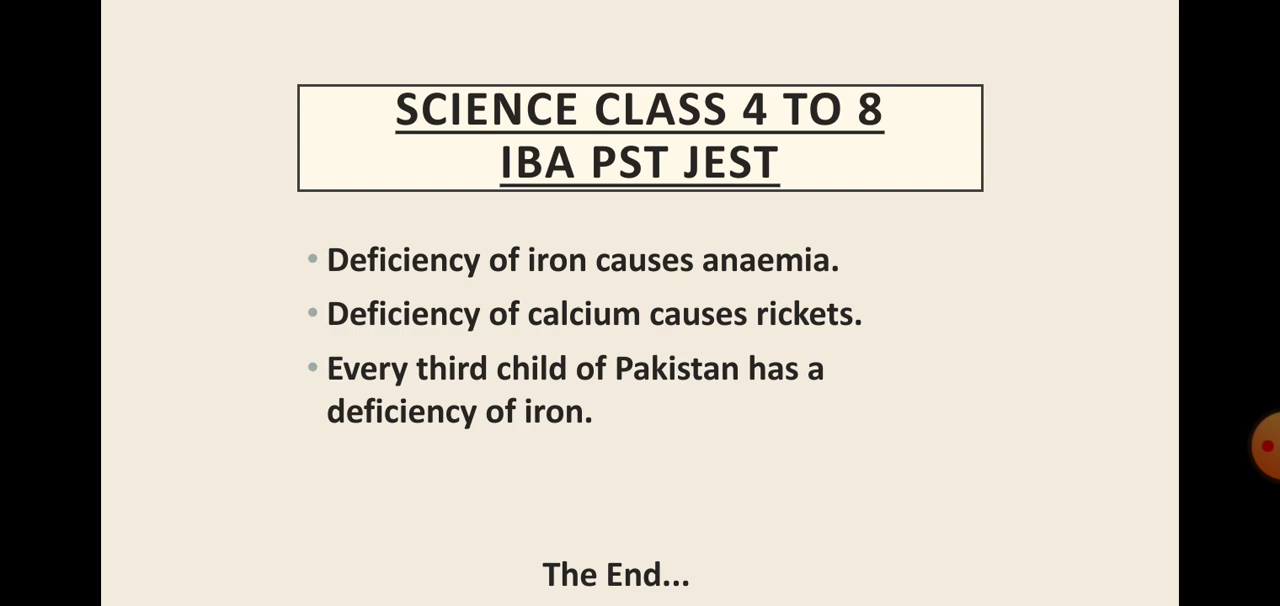 SCIENCE CLASS 4 TO 8
IBA PST JEST
• Deficiency of iron causes anaemia.
• Deficiency of calcium causes rickets.
• Every third child of Pakistan has a
deficiency of iron.
The End...